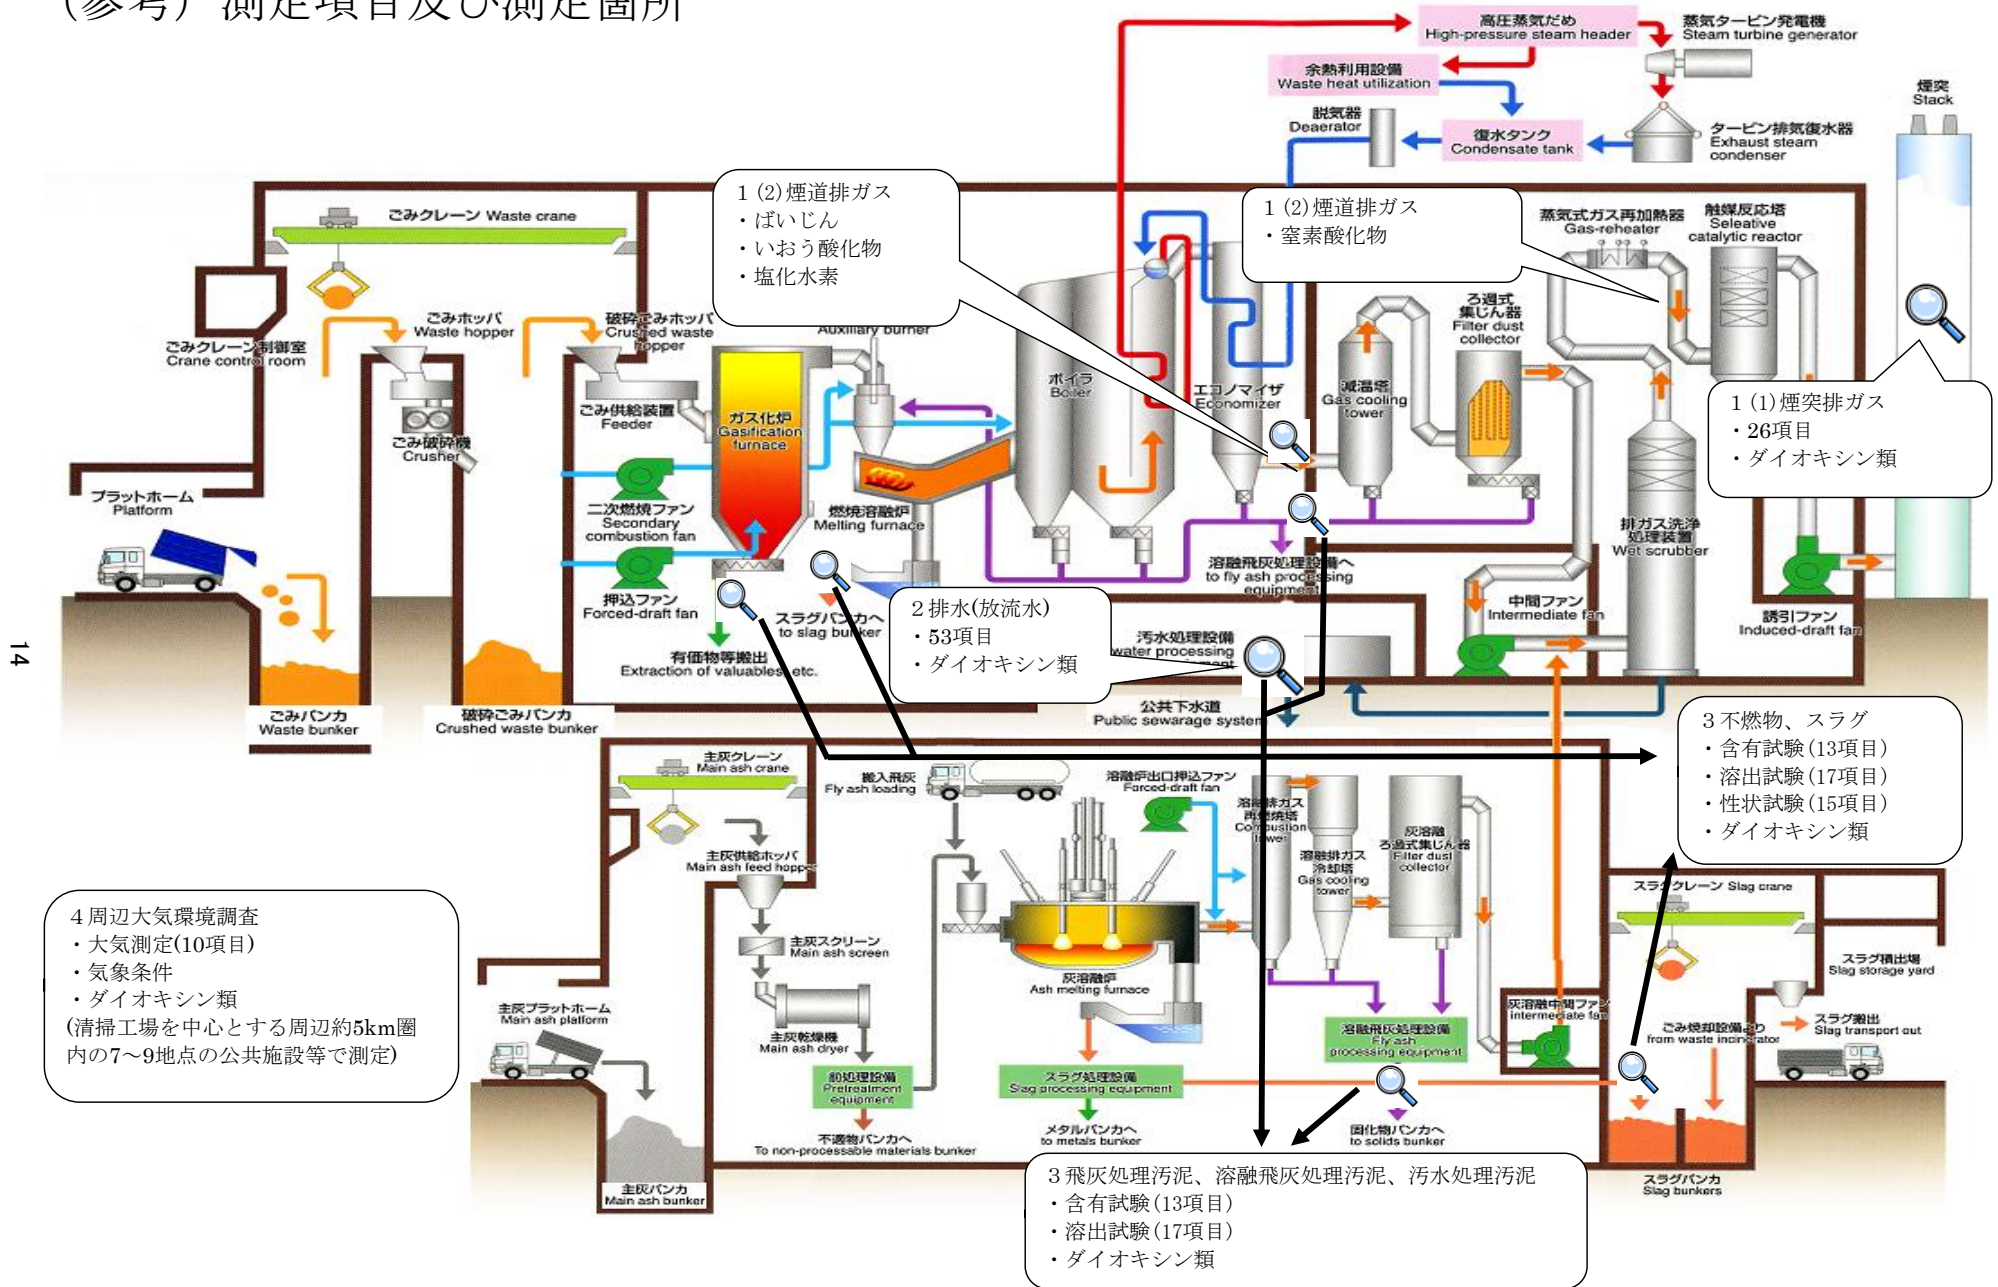 (参考) 測定項目及び測定箇所
高圧蒸気だめ
High-pressure steam header
蒸気タービン発電機
Steam turbine generator
余熱利用設備
Waste heat utilization
煙突
Stack
脱気器
Deaerator
復水タンク
Condensate tank
タービン排気復水器
Exhaust steam
condenser
1 (2)煙道排ガス
・ばいじん
・いおう酸化物
・塩化水素
1 (2)煙道排ガス
・窒素酸化物
蒸気式ガス再加熱器
Gas-reheater
触媒反応塔
Seleative
catalytic reactor
ごみクレーン Waste crane
ごみクレーン制御室
Crane control room
ごみホッパ
Waste hopper
破砕ごみホッパ
Crushed waste
hopper
Auxiliary burner
ろ過式
集じん器
Filter dust
collector
ごみ供給装置
Feeder
ガス化炉
Gasification
furnace
ボイラ
Boiler
エコノマイザ
Economizer
減温塔
Gas cooling
tower
1 (1)煙突排ガス
・26項目
・ダイオキシン類
ごみ破砕機
Crusher
プラットホーム
Platform
二次燃焼ファン
Secondary
combustion fan
燃焼溶融炉
Melting furnace
排ガス洗浄
処理装置
Wet scrubber
押込ファン
Forced-draft fan
スラグバンカへ
to slag bunker
溶融飛灰処理設備へ
to fly ash processing
equipment
中間ファン
Intermediate fan
誘引ファン
Induced-draft fan
有価物等搬出
Extraction of valuables, etc.
2 排水(放流水)
・53項目
・ダイオキシン類
汚水処理設備
water processing
公共下水道
Public sewarage system
ごみバンカ
Waste bunker
破砕ごみバンカ
Crushed waste bunker
14
3 不燃物、スラグ
・含有試験(13項目)
・溶出試験(17項目)
・性状試験(15項目)
・ダイオキシン類
主灰クレーン
Main ash crane
搬入飛灰
Fly ash loading
溶融炉出口押込ファン
Forced-draft fan
溶融排ガス
再燃焼塔
Combustion
tower
溶融排ガス
冷却塔
Gas cooling
tower
灰溶融
ろ過式集じん器
Filter dust
collector
主灰供給ホッパ
Main ash feed hopper
主灰スクリーン
Main ash screen
灰溶融炉
Ash melting furnace
スラグクレーン Slag crane
スラグ積出場
Slag storage yard
4 周辺大気環境調査
・大気測定(10項目)
・気象条件
・ダイオキシン類
(清掃工場を中心とする周辺約5km圏
内の7～9地点の公共施設等で測定)
主灰プラットホーム
Main ash platform
主灰乾燥機
Main ash dryer
溶融飛灰処理設備
Fly ash
processing equipment
灰溶融中間ファン
intermediate fan
ごみ焼却設備より
from waste incinerator
スラグ搬出
Slag transport out
前処理設備
Pretreatment
equipment
スラグ処理設備
Slag processing equipment
不適物バンカへ
To non-processable materials bunker
メタルバンカへ
to metals bunker
固化物バンカへ
to solids bunker
主灰バンカ
Main ash bunker
スラグバンカ
Slag bunkers
3 飛灰処理汚泥、溶融飛灰処理汚泥、汚水処理汚泥
・含有試験(13項目)
・溶出試験(17項目)
・ダイオキシン類